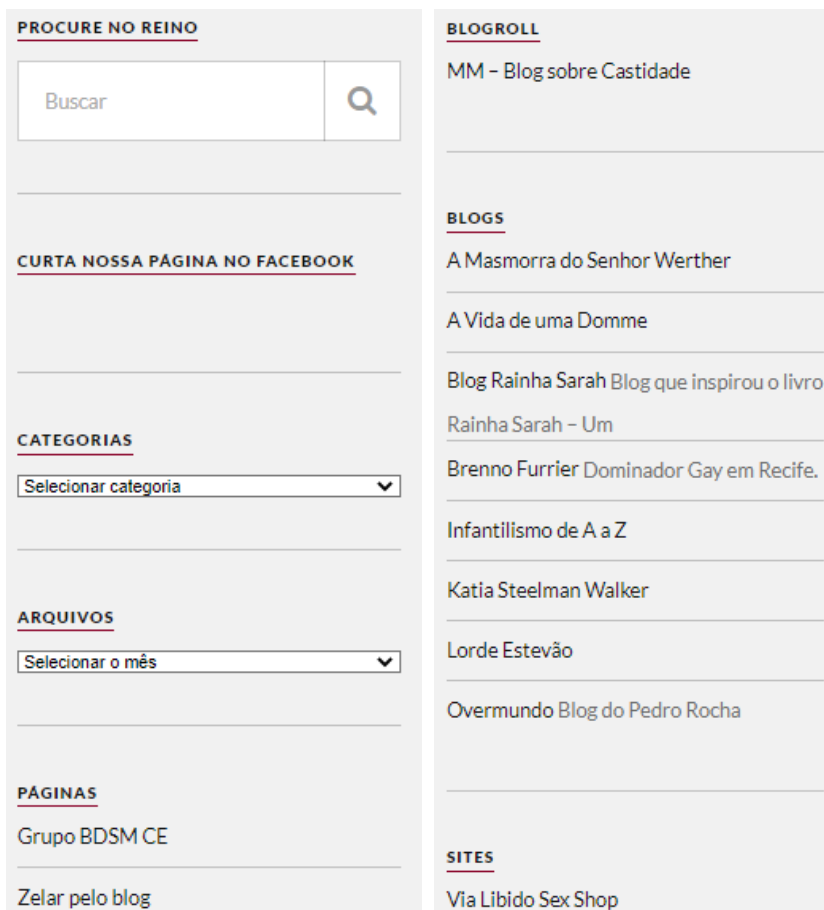 PROCURE NO REINO
Buscar
CURTA NOSSA PÁGINA NO FACEBOOK
CATEGORIAS
Selecionar categoria
ARQUIVOS
Selecionar o mês
PÁGINAS
Grupo BDSM CE
Zelar pelo blog
BLOGROLL
MM – Blog sobre Castidade
BLOGS
A Masmorra do Senhor Werther
A Vida de uma Domme
Blog Rainha Sarah Blog que inspirou o livro
Rainha Sarah – Um
Brenno Furrier Dominador Gay em Recife.
Infantilismo de A a Z
Katia Steelman Walker
Lorde Estevão
Overmundo Blog do Pedro Rocha
SITES
Via Libido Sex Shop